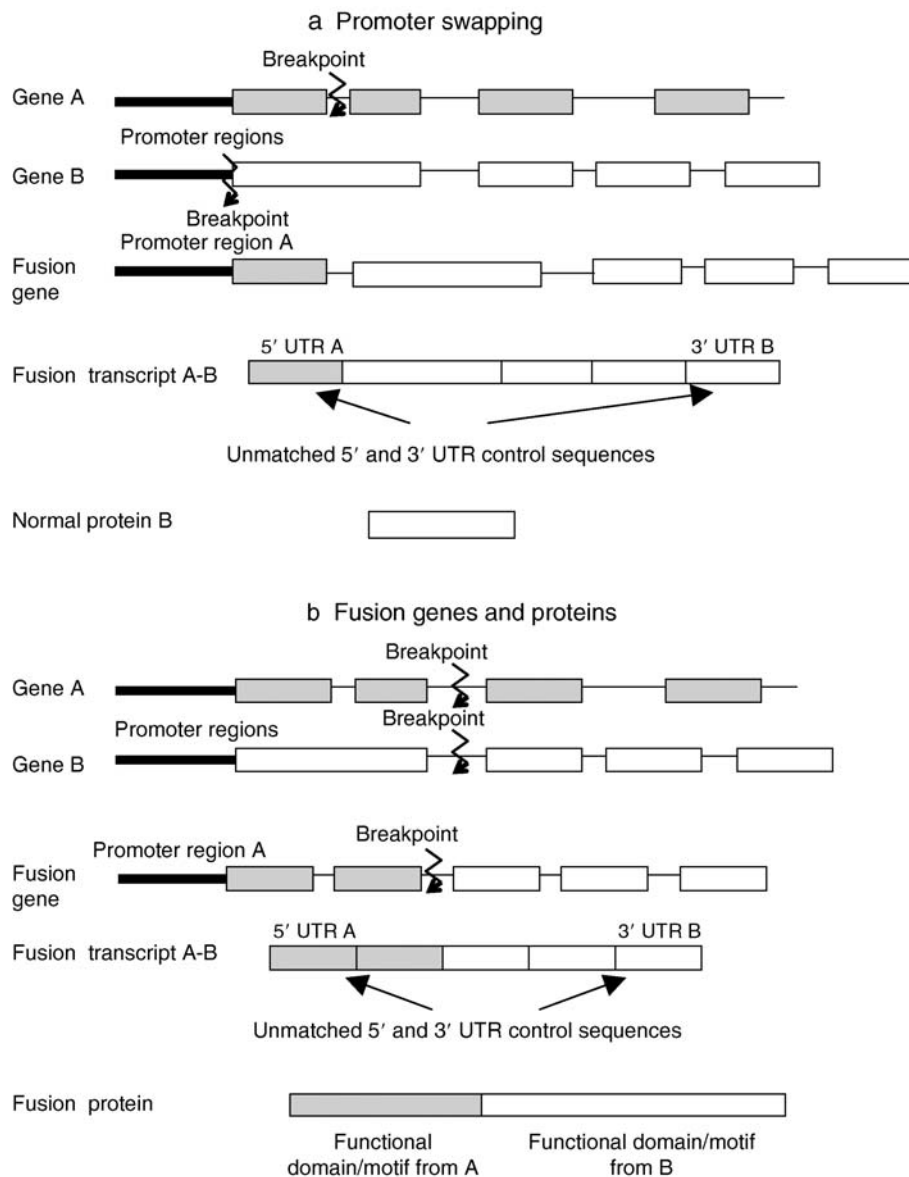 a Promoter swapping
Breakpoint
Gene A
Promoter regions
Gene B
Breakpoint
Promoter region A
Fusion
gene
5′ UTR A
3′ UTR B
Fusion transcript A-B
Unmatched 5′ and 3′ UTR control sequences
Normal protein B
b Fusion genes and proteins
Breakpoint
Gene A
Breakpoint
Promoter regions
Gene B
Breakpoint
Promoter region A
Fusion
gene
5′ UTR A
3′ UTR B
Fusion transcript A-B
Unmatched 5′ and 3′ UTR control sequences
Fusion protein
Functional
domain/motif from A
Functional domain/motif
from B